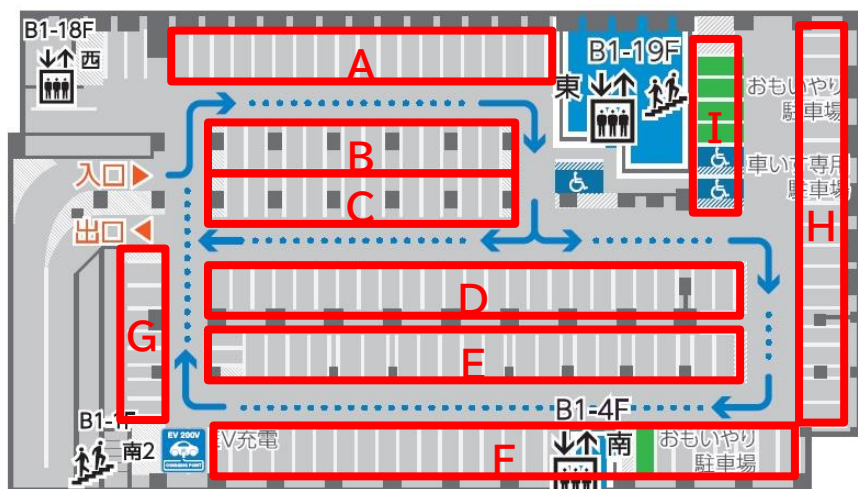 B1-18F
西
A
B1-19F
東
おもいやり
駐車場
I
車いす専用
駐車場
H
B
C
入口
出口
D
G
E
B1-1F
南2
EV 200V
CHARGING POINT
EV充電
F
B1-4F
南
おもいやり
駐車場